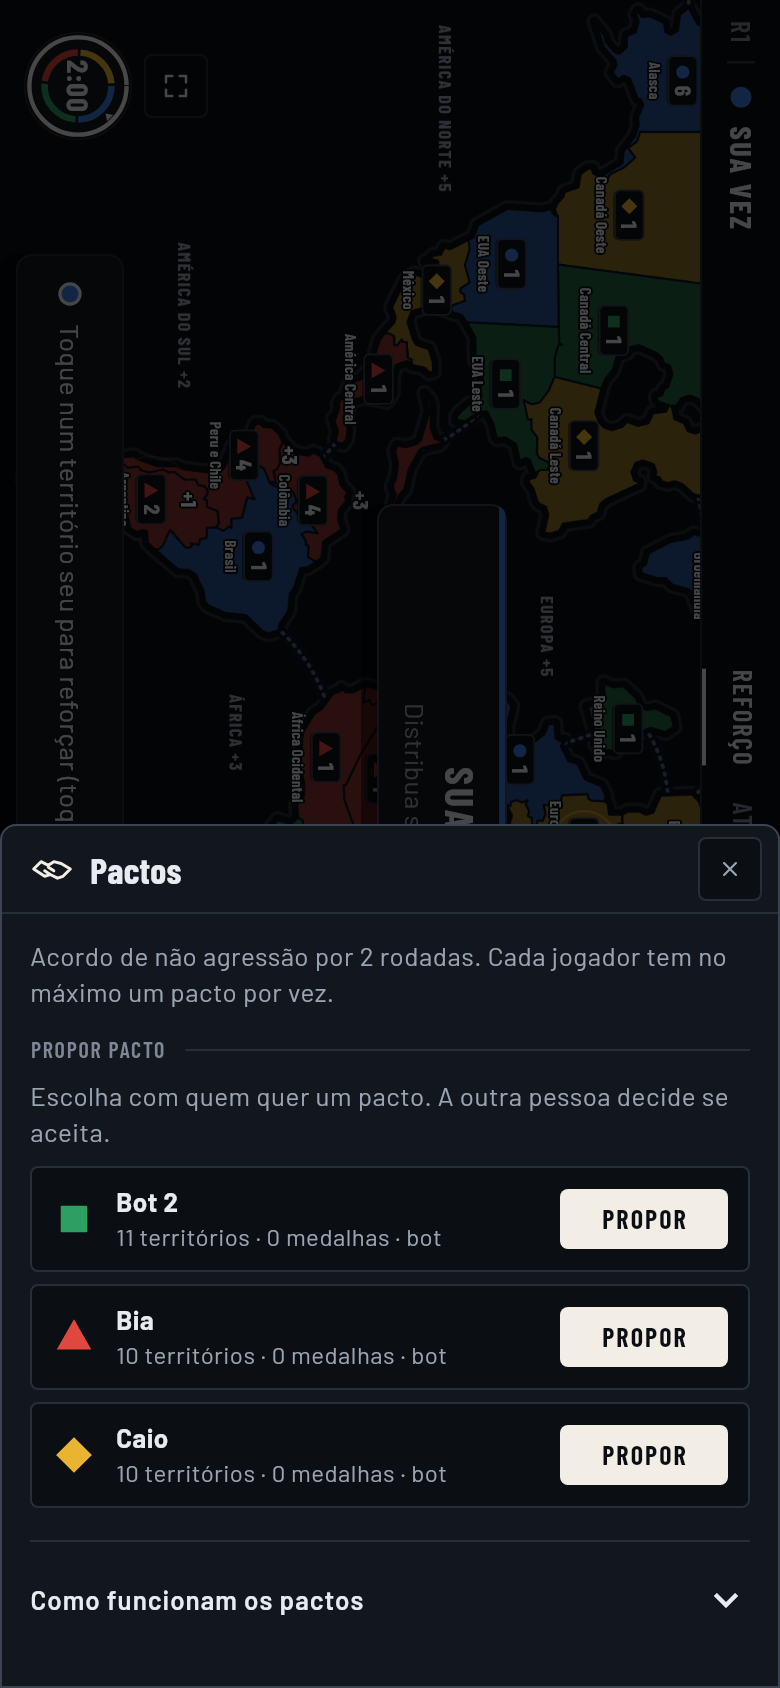 R1
SUA VEZ
REFORÇO
6
Alasca
1
Canadá Oeste
1
Canadá Central
1
Canadá Leste
1
EUA Oeste
1
EUA Leste
1
México
1
América Central
AMÉRICA DO NORTE +5
EUROPA +5
1
Reino Unido
1
+3
4
Colômbia
+3
4
Peru e Chile
1
Brasil
+1
2
AMÉRICA DO SUL +2
ÁFRICA +3
1
África Ocidental
2:00
Toque num território seu para reforçar
Pactos
Acordo de não agressão por 2 rodadas. Cada jogador tem no
máximo um pacto por vez.
PROPOR PACTO
Escolha com quem quer um pacto. A outra pessoa decide se
aceita.
Bot 2
11 territórios · 0 medalhas · bot
PROPOR
Bia
10 territórios · 0 medalhas · bot
PROPOR
Caio
10 territórios · 0 medalhas · bot
PROPOR
Como funcionam os pactos